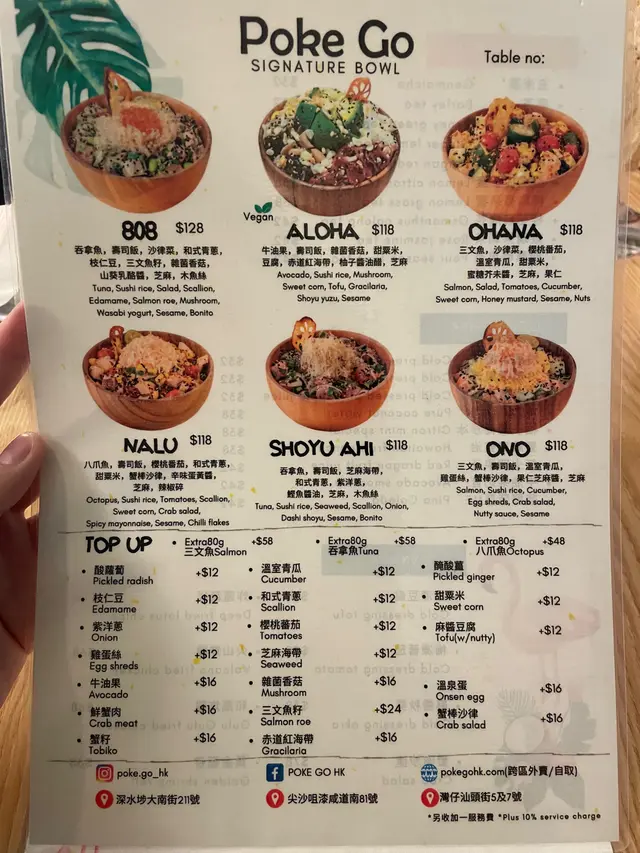 Poke Go
SIGNATURE BOWL
Table no:
808 $128
吞拿魚，壽司飯，沙律菜，和式青蔥，
枝仁豆，三文魚籽，雜菌香菇，
山葵乳酪醬，芝麻，木魚絲
Tuna, Sushi rice, Salad, Scallion,
Edamame, Salmon roe, Mushroom,
Wasabi yogurt, Sesame, Bonito
Vegan
ALOHA $118
牛油果，壽司飯，雜菌香菇，甜粟米，
豆腐，赤道紅海帶，柚子醬油醋，芝麻
Avocado, Sushi rice, Mushroom,
Sweet corn, Tofu, Gracilaria,
Shoyu yuzu, Sesame
OHANA $118
三文魚，沙律菜，櫻桃番茄，
溫室青瓜，甜粟米，
蜜糖芥末醬，芝麻，果仁
Salmon, Salad, Tomatoes, Cucumber,
Sweet corn, Honey mustard, Sesame, Nuts
NALU $118
八爪魚，壽司飯，櫻桃番茄，和式青蔥，
甜粟米，蟹棒沙律，辛味蛋黃醬，
芝麻，辣椒碎
Octopus, Sushi rice, Tomatoes, Scallion,
Sweet corn, Crab salad,
Spicy mayonnaise, Sesame, Chilli flakes
SHOYU AHI $118
吞拿魚，壽司飯，芝麻海帶，
和式青蔥，紫洋蔥，
鰹魚醬油，芝麻，木魚絲
Tuna, Sushi rice, Seaweed, Scallion, Onion,
Dashi shoyu, Sesame, Bonito
ONO $118
三文魚，壽司飯，溫室青瓜，
雞蛋絲，蟹棒沙律，果仁芝麻醬，芝麻
Salmon, Sushi rice, Cucumber,
Egg shreds, Crab salad,
Nutty sauce, Sesame
TOP UP
• Extra80g +$58
三文魚Salmon
• Extra80g +$58
吞拿魚Tuna
• Extra80g +$48
八爪魚Octopus
• 酸蘿蔔 +$12
Pickled radish
• 溫室青瓜 +$12
Cucumber
• 醃酸薑 +$12
Pickled ginger
• 枝仁豆 +$12
Edamame
• 和式青蔥 +$12
Scallion
• 甜粟米 +$12
Sweet corn
• 紫洋蔥 +$12
Onion
• 櫻桃番茄 +$12
Tomatoes
• 麻醬豆腐 +$12
Tofu(w/nutty)
• 雞蛋絲 +$12
Egg shreds
• 芝麻海帶 +$12
Seaweed
• 牛油果 +$16
Avocado
• 雜菌香菇 +$16
Mushroom
• 溫泉蛋 +$16
Onsen egg
• 鮮蟹肉 +$16
Crab meat
• 三文魚籽 +$24
Salmon roe
• 蟹棒沙律 +$16
Crab salad
• 蟹籽 +$16
Tobiko
• 赤道紅海帶 +$16
Gracilaria
poke.go_hk
POKE GO HK
pokegohk.com(跨區外賣/自取)
深水埗大南街211號
尖沙咀漆咸道南81號
灣仔汕頭街5及7號
*另收加一服務費 *Plus 10% service charge